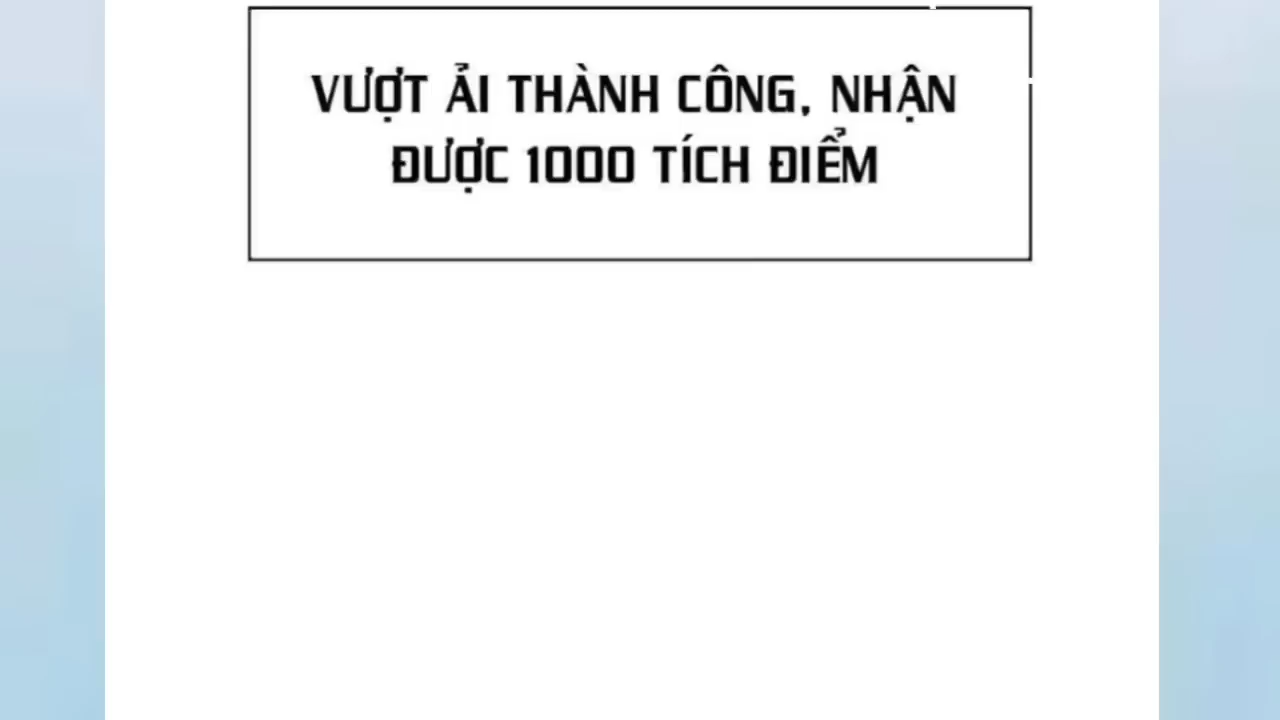 VƯỢT ẢI THÀNH CÔNG, NHẬN
ĐƯỢC 1000 TÍCH ĐIỂM